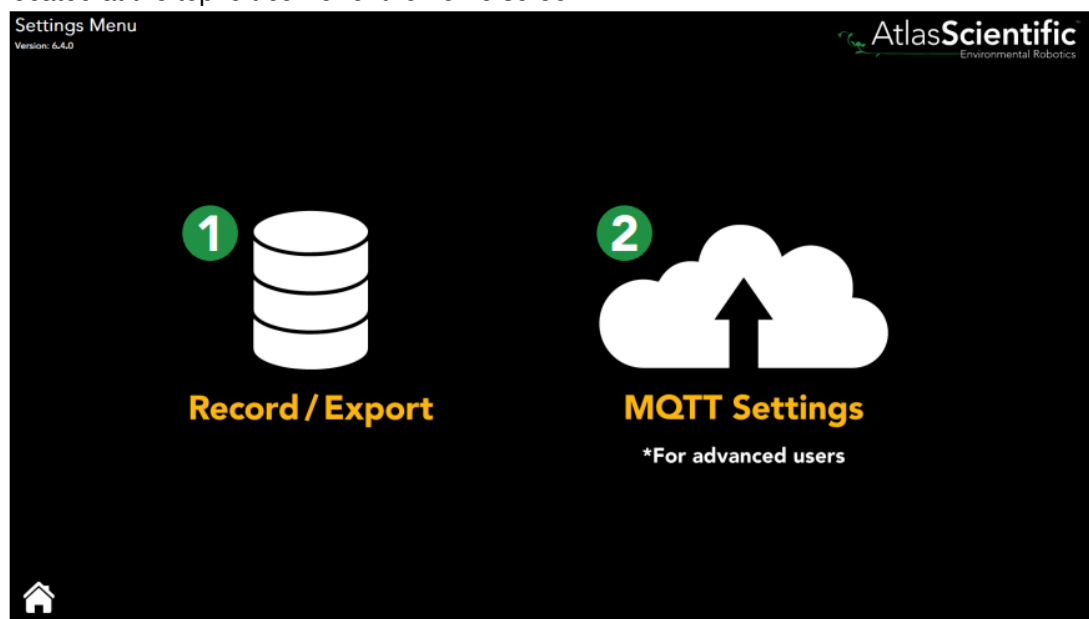 Settings Menu
Version: 6.4.0
AtlasScientific
Environmental Robotics
1
2
Record / Export
MQTT Settings
*For advanced users